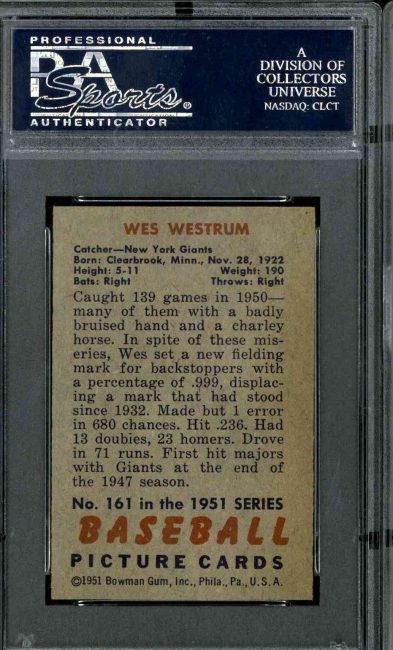 PROFESSIONAL
PSA
Sports®
AUTHENTICATOR
A
DIVISION OF
COLLECTORS
UNIVERSE
NASDAQ: CLCT
WES WESTRUM
Catcher—New York Giants
Born: Clearbrook, Minn., Nov. 28, 1922
Height: 5-11 Weight: 190
Bats: Right Throws: Right
Caught 139 games in 1950—
many of them with a badly
bruised hand and a charley
horse. In spite of these mis-
eries, Wes set a new fielding
mark for backstoppers with
a percentage of .999, displac-
ing a mark that had stood
since 1932. Made but 1 error
in 680 chances. Hit .236. Had
13 doubles, 23 homers. Drove
in 71 runs. First hit majors
with Giants at the end of
the 1947 season.
No. 161 in the 1951 SERIES
BASEBALL
PICTURE CARDS
©1951 Bowman Gum, Inc., Phila., Pa., U.S.A.